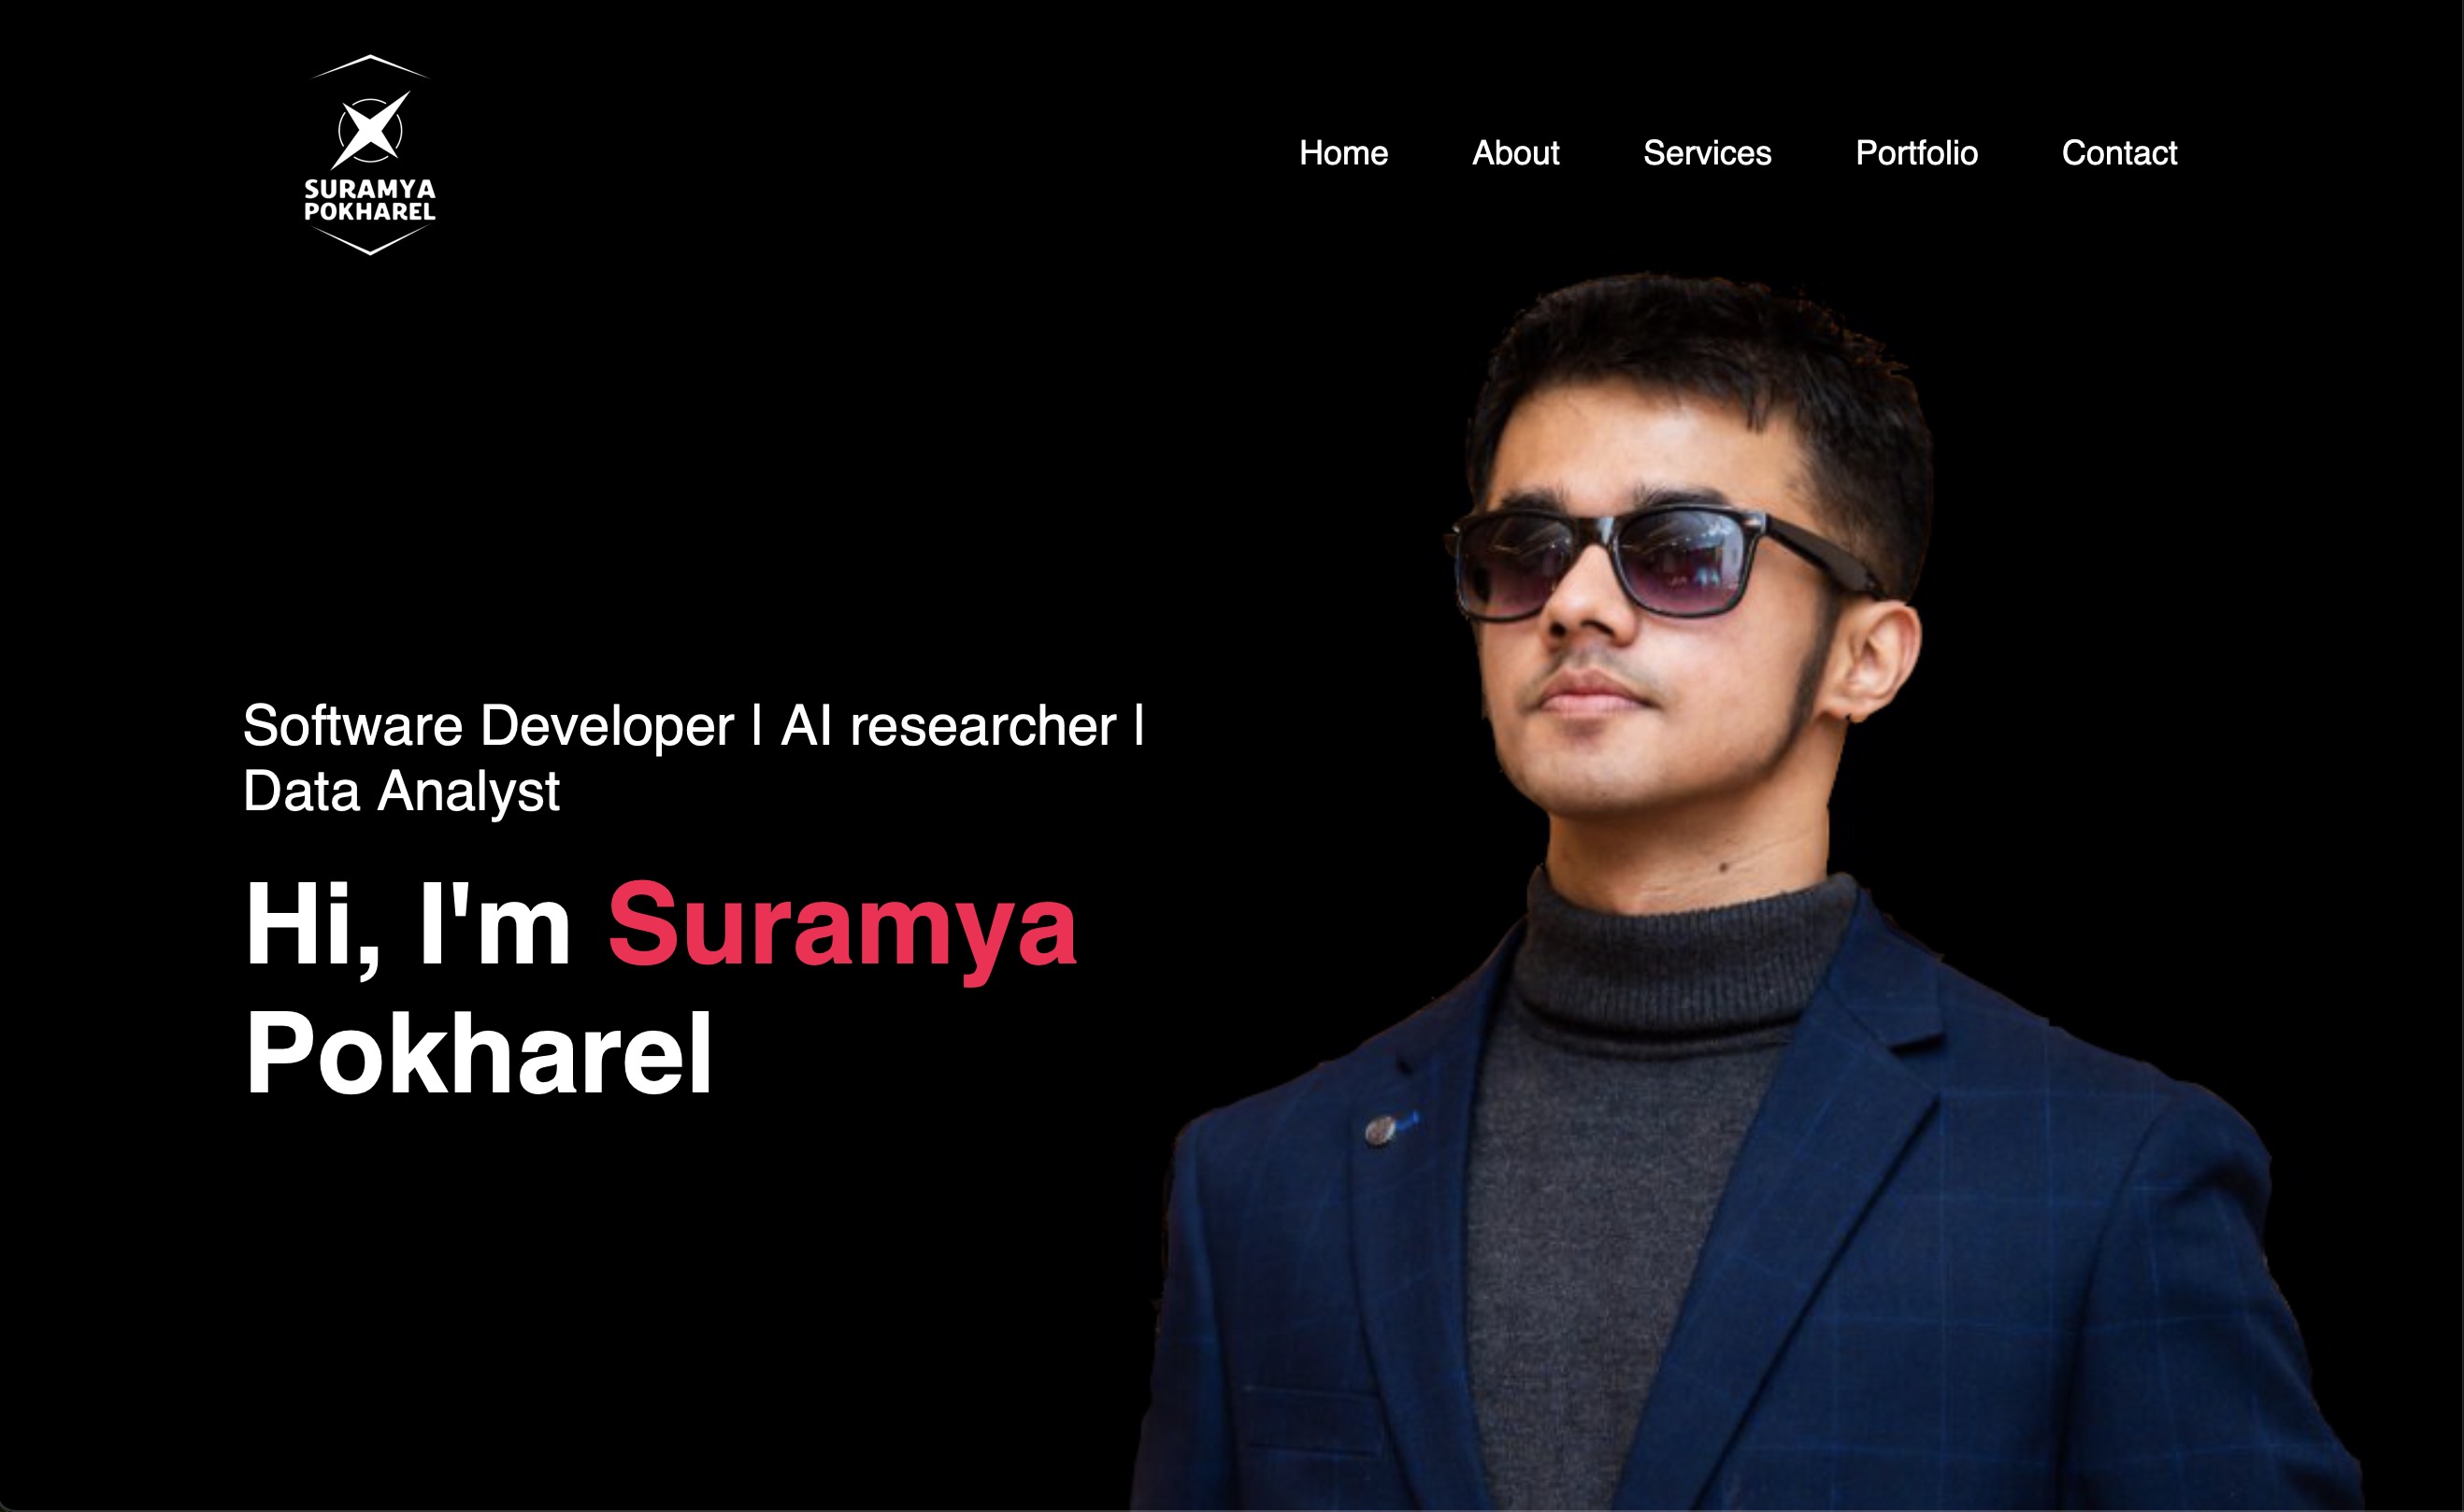 SURAMYA
POKHAREL
Home About Services Portfolio Contact
Software Developer | AI researcher |
Data Analyst
Hi, I'm Suramya
Pokharel